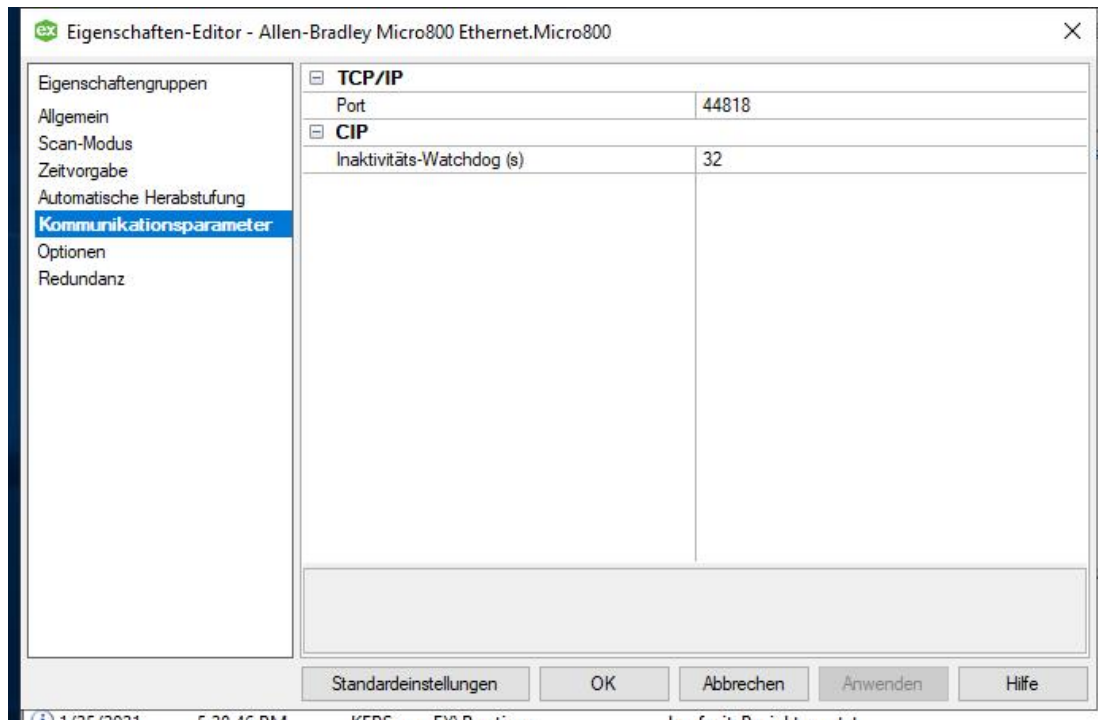 Eigenschaften-Editor - Allen-Bradley Micro800 Ethernet.Micro800
Eigenschaftengruppen
Allgemein
Scan-Modus
Zeitvorgabe
Automatische Herabstufung
Kommunikationsparameter
Optionen
Redundanz
TCP/IP
Port 44818
CIP
Inaktivitäts-Watchdog (s) 32
Standardeinstellungen OK Abbrechen Anwenden Hilfe